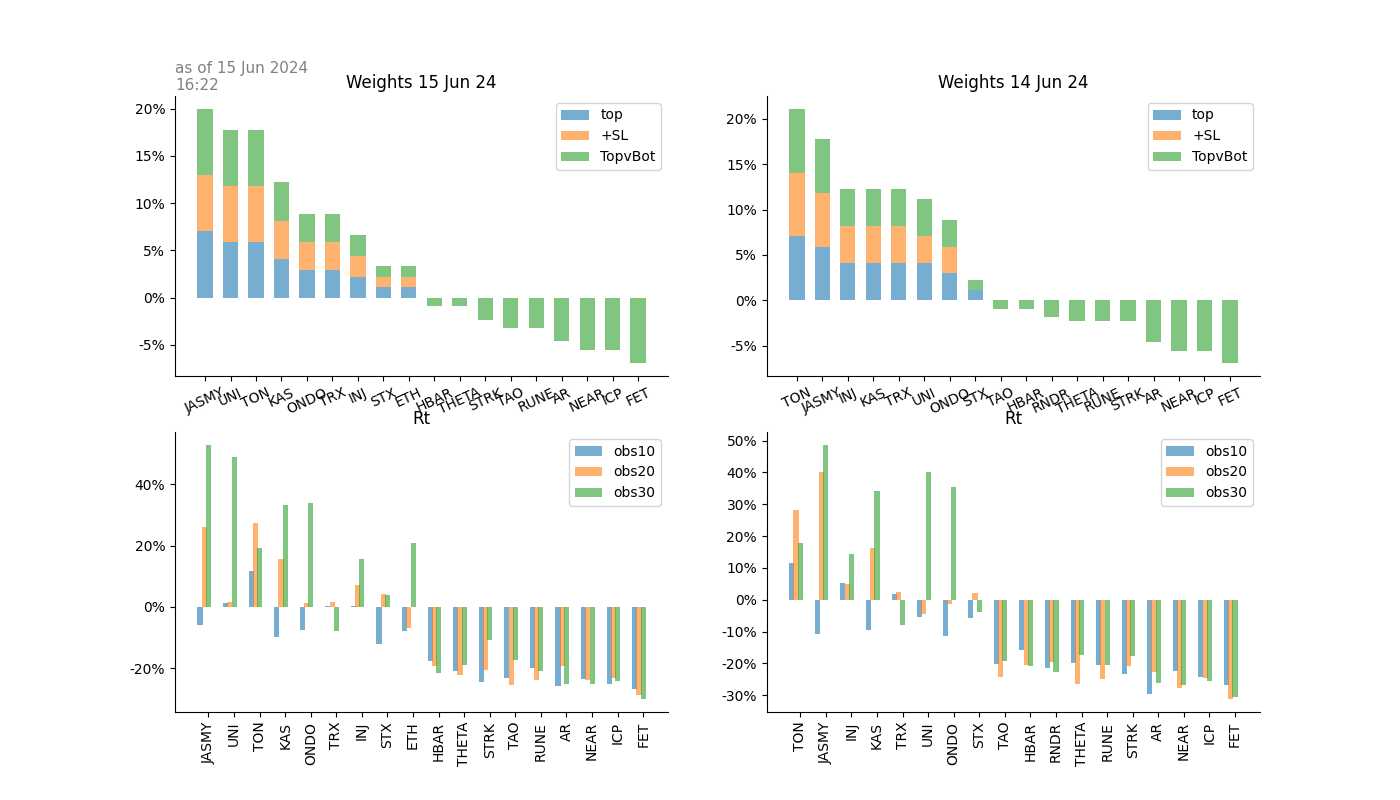 as of 15 Jun 2024
16:22
Weights 15 Jun 24
20%
15%
10%
5%
0%
-5%
top
+SL
TopvBot
JASMY UNI TON KAS ONDO TRX INJ STX ETH HBAR THETA STRK TAO RUNE AR NEAR ICP FET
Weights 14 Jun 24
20%
15%
10%
5%
0%
-5%
top
+SL
TopvBot
TON JASMY INJ KAS TRX UNI ONDO STX TAO HBAR RNDR THETA RUNE STRK AR NEAR ICP FET
Rt
40%
20%
0%
-20%
obs10
obs20
obs30
JASMY UNI TON KAS ONDO TRX INJ STX ETH HBAR THETA STRK TAO RUNE AR NEAR ICP FET
Rt
50%
40%
30%
20%
10%
0%
-10%
-20%
-30%
obs10
obs20
obs30
TON JASMY INJ KAS TRX UNI ONDO STX TAO HBAR RNDR THETA RUNE STRK AR NEAR ICP FET